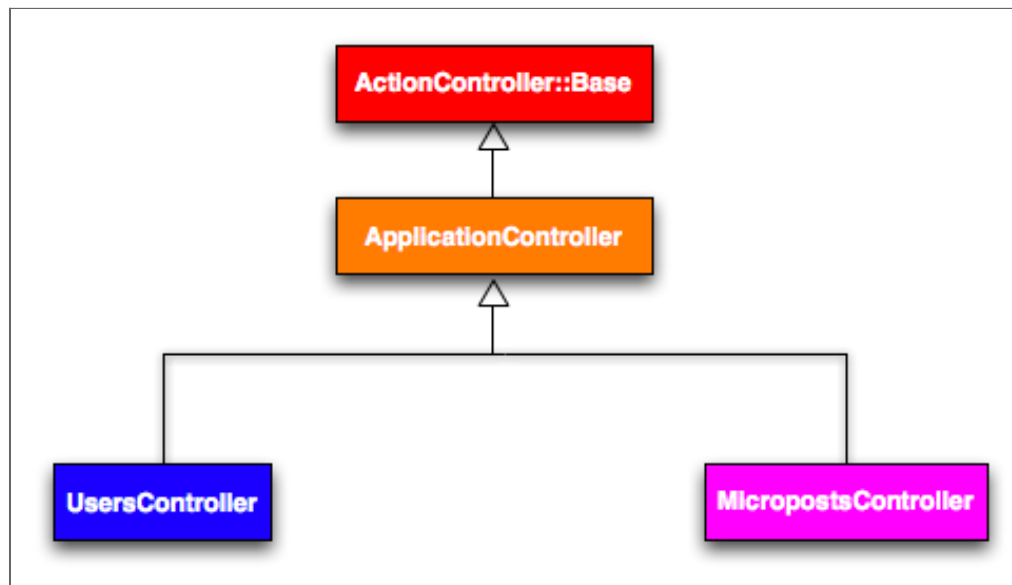 ActionController::Base
ApplicationController
UsersController
MicropostsController